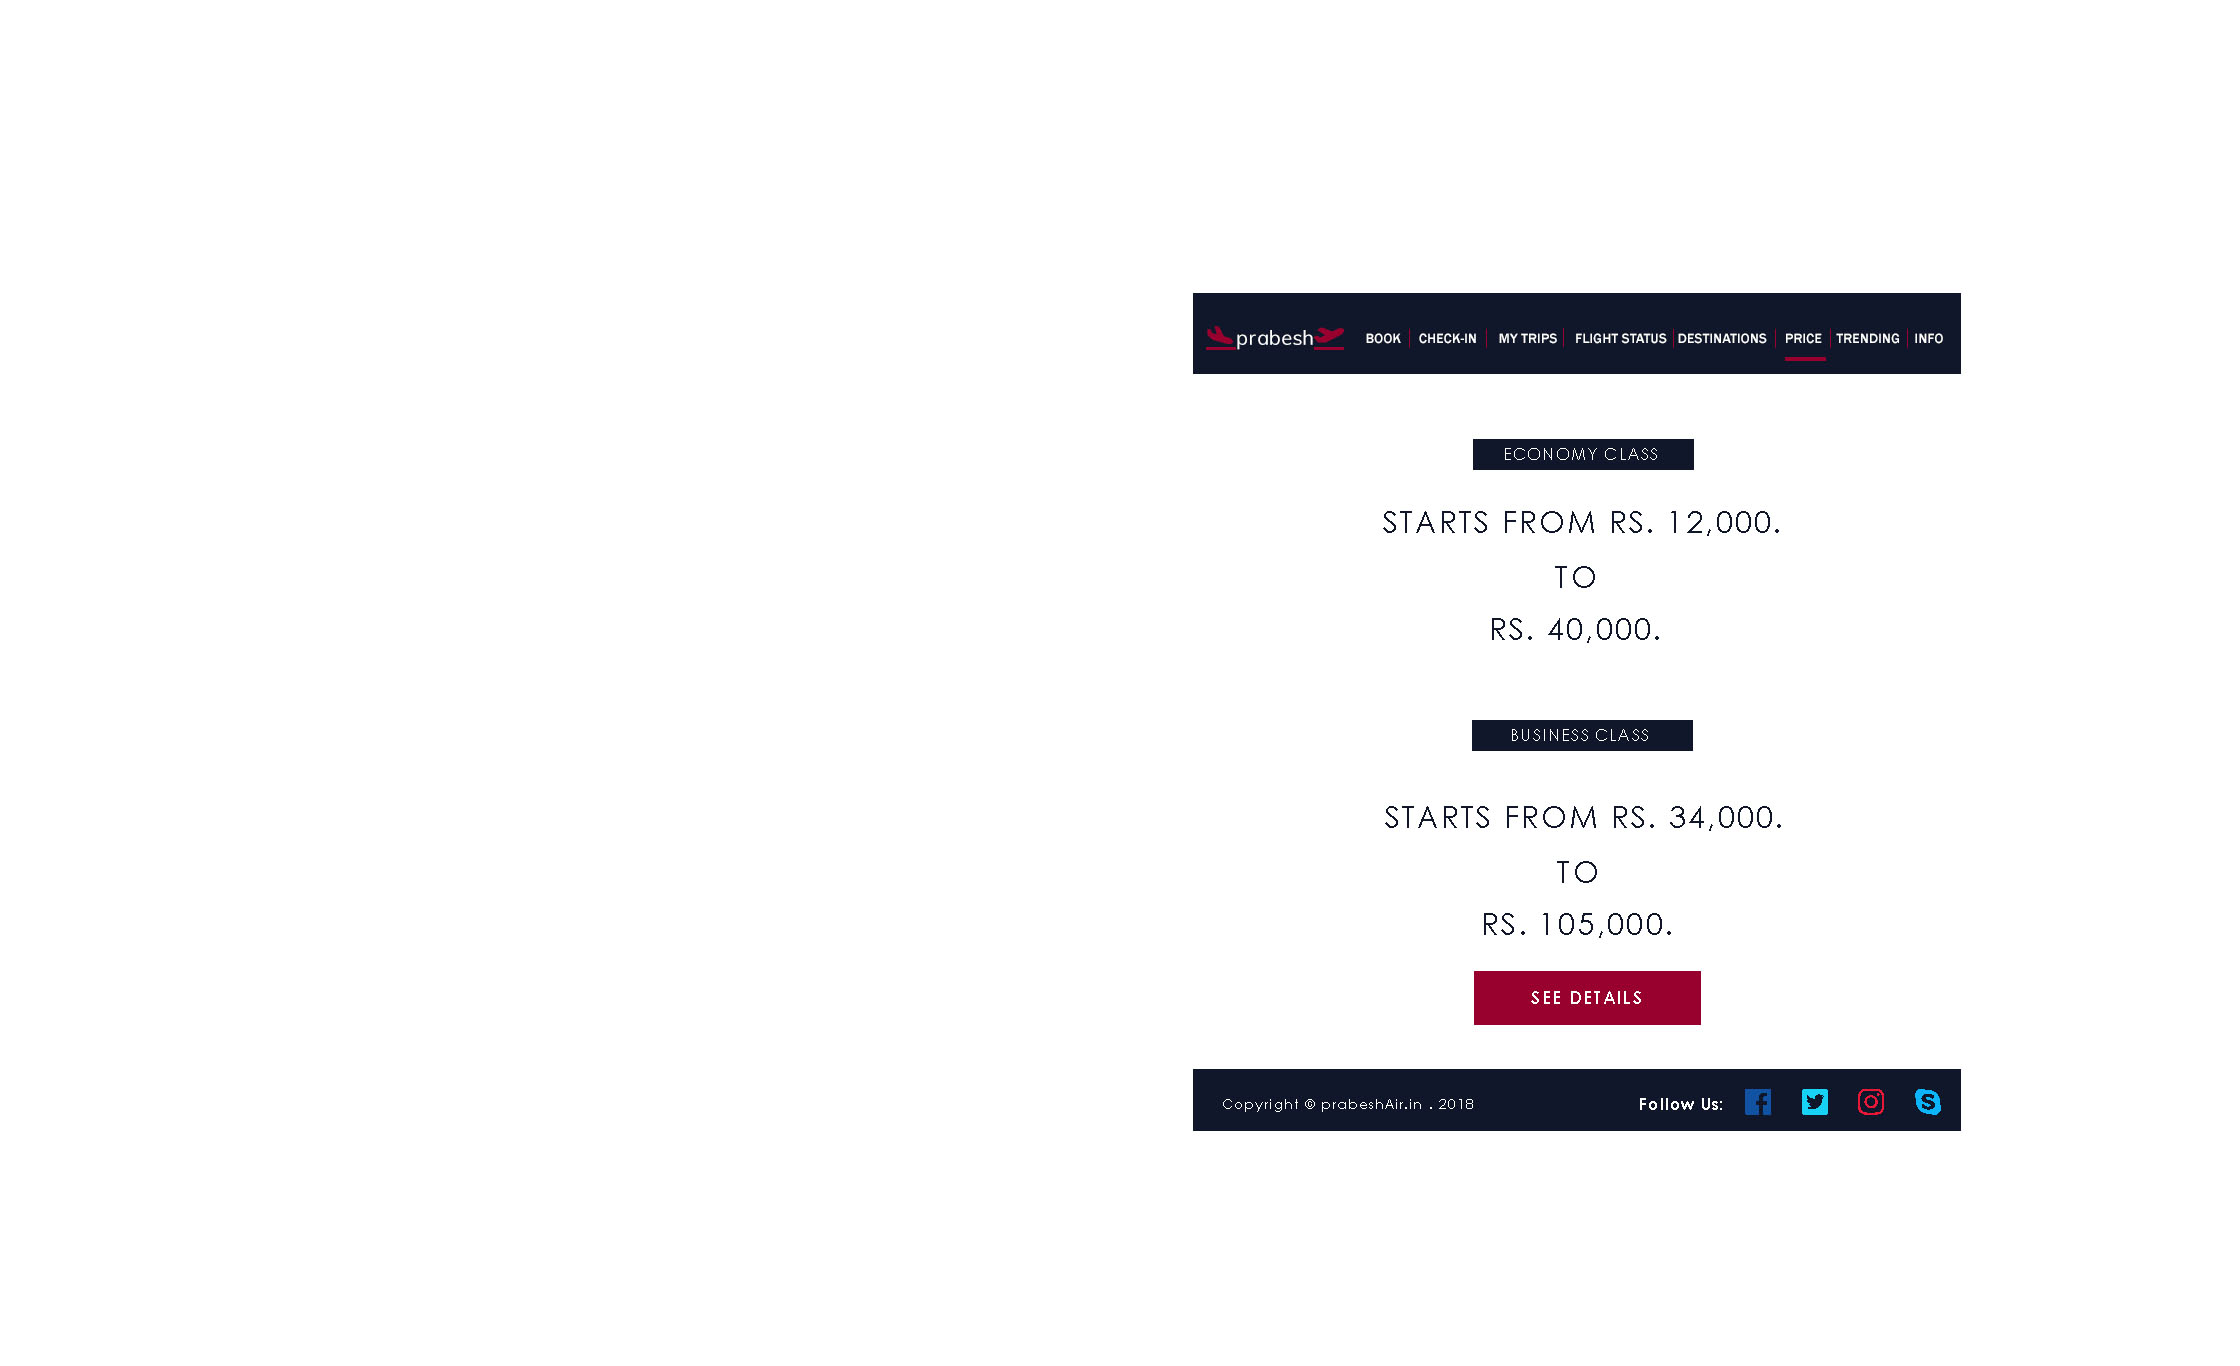 prabesh BOOK CHECK-IN MY TRIPS FLIGHT STATUS DESTINATIONS PRICE TRENDING INFO
ECONOMY CLASS
STARTS FROM RS. 12,000.
TO
RS. 40,000.
BUSINESS CLASS
STARTS FROM RS. 34,000.
TO
RS. 105,000.
SEE DETAILS
Copyright © prabeshAir.in . 2018 Follow Us: